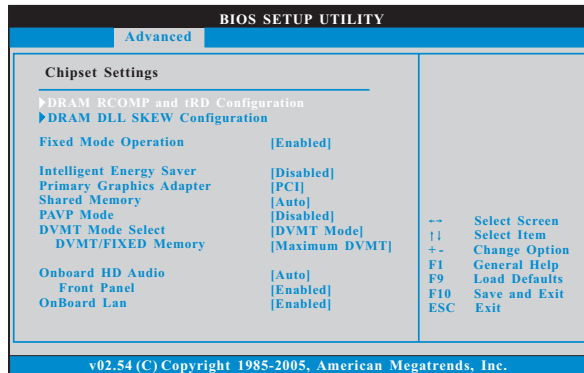 BIOS SETUP UTILITY
Advanced
Chipset Settings
DRAM RCOMP and tRD Configuration
DRAM DLL SKEW Configuration
Fixed Mode Operation [Enabled]
Intelligent Energy Saver [Disabled]
Primary Graphics Adapter [PCI]
Shared Memory [Auto]
PAVP Mode [Disabled]
DVMT Mode Select [DVMT Mode]
DVMT/FIXED Memory [Maximum DVMT]
Onboard HD Audio [Auto]
Front Panel [Enabled]
OnBoard Lan [Enabled]
←→ Select Screen
↑↓ Select Item
+- Change Option
F1 General Help
F9 Load Defaults
F10 Save and Exit
ESC Exit
v02.54 (C) Copyright 1985-2005, American Megatrends, Inc.